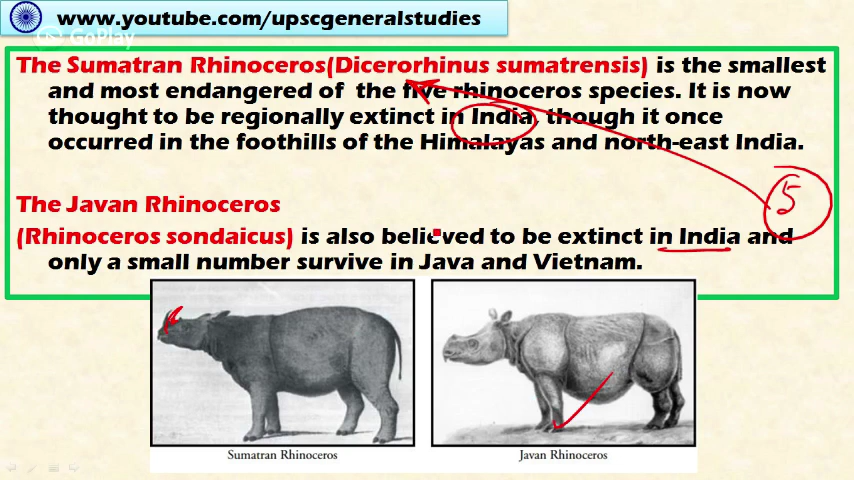 www.youtube.com/upscgeneralstudies
GoPlay
The Sumatran Rhinoceros(Dicerorhinus sumatrensis) is the smallest
and most endangered of the five rhinoceros species. It is now
thought to be regionally extinct in India, though it once
occurred in the foothills of the Himalayas and north-east India.
5
The Javan Rhinoceros
(Rhinoceros sondaicus) is also believed to be extinct in India and
only a small number survive in Java and Vietnam.
Sumatran Rhinoceros
Javan Rhinoceros